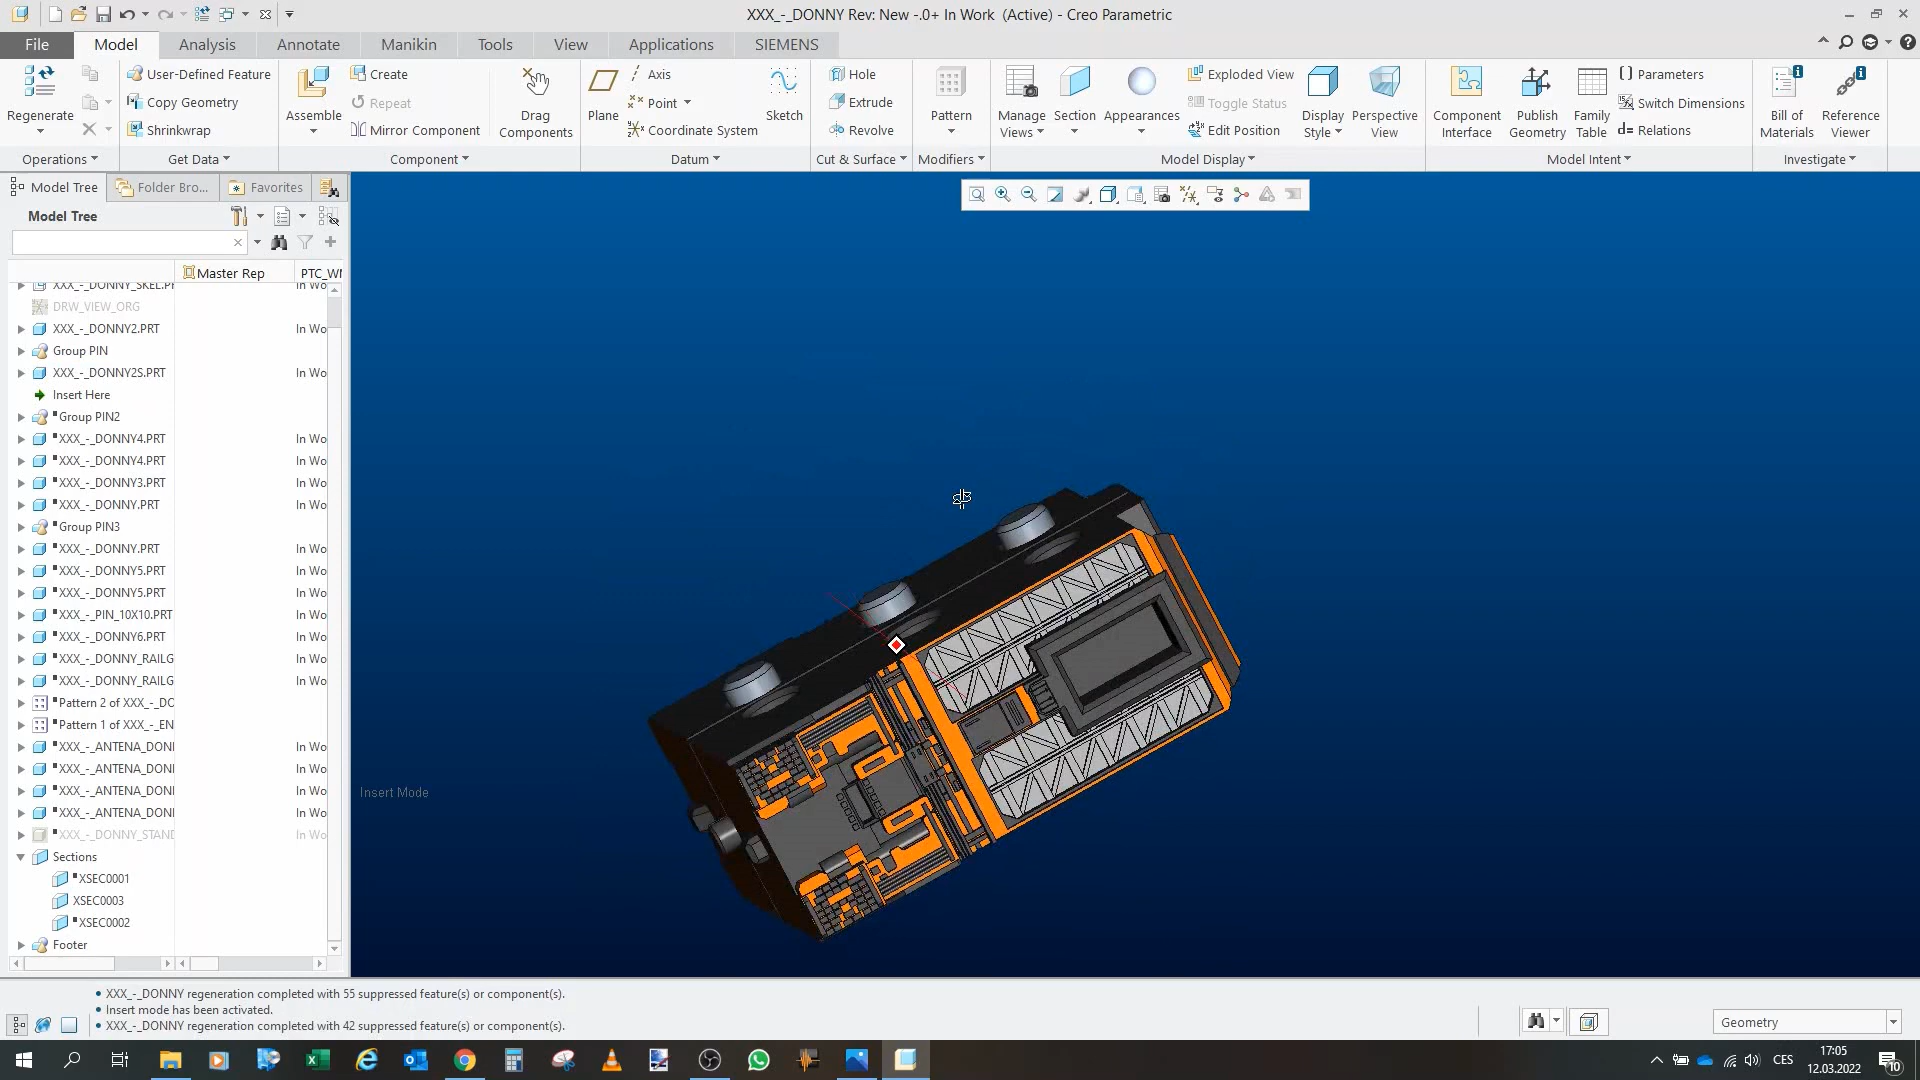 XXX_-_DONNY Rev: New -.0+ In Work (Active) - Creo Parametric
File Model Analysis Annotate Manikin Tools View Applications SIEMENS
Regenerate
User-Defined Feature
Copy Geometry
Shrinkwrap
Assemble
Create
Repeat
Mirror Component
Drag Components
Plane
Axis
Point
Coordinate System
Sketch
Hole
Extrude
Revolve
Pattern
Manage Views
Section
Appearances
Exploded View
Toggle Status
Edit Position
Display Style
Perspective View
Component Interface
Publish Geometry
Family Table
Parameters
Switch Dimensions
Relations
Bill of Materials
Reference Viewer
Operations Get Data Component Datum Cut & Surface Modifiers Model Display Model Intent Investigate
Model Tree Folder Bro... Favorites
Model Tree
Master Rep PTC_WM
XXX_-_DONNY_SKEL.PR In Wo
DRW_VIEW_ORG
XXX_-_DONNY2.PRT In Wo
Group PIN
XXX_-_DONNY2S.PRT In Wo
Insert Here
Group PIN2
XXX_-_DONNY4.PRT In Wo
XXX_-_DONNY4.PRT In Wo
XXX_-_DONNY3.PRT In Wo
XXX_-_DONNY.PRT In Wo
Group PIN3
XXX_-_DONNY.PRT In Wo
XXX_-_DONNY5.PRT In Wo
XXX_-_DONNY5.PRT In Wo
XXX_-_PIN_10X10.PRT In Wo
XXX_-_DONNY6.PRT In Wo
XXX_-_DONNY_RAILG In Wo
XXX_-_DONNY_RAILG In Wo
Pattern 2 of XXX_-_DO
Pattern 1 of XXX_-_EN
XXX_-_ANTENA_DONI In Wo
XXX_-_ANTENA_DONI In Wo
XXX_-_ANTENA_DONI In Wo
XXX_-_ANTENA_DONI In Wo
XXX_-_DONNY_STAND In Wo
Sections
XSEC0001
XSEC0003
XSEC0002
Footer
Insert Mode
• XXX_-_DONNY regeneration completed with 55 suppressed feature(s) or component(s).
• Insert mode has been activated.
• XXX_-_DONNY regeneration completed with 42 suppressed feature(s) or component(s).
Geometry
CES
17:05
12.03.2022
10